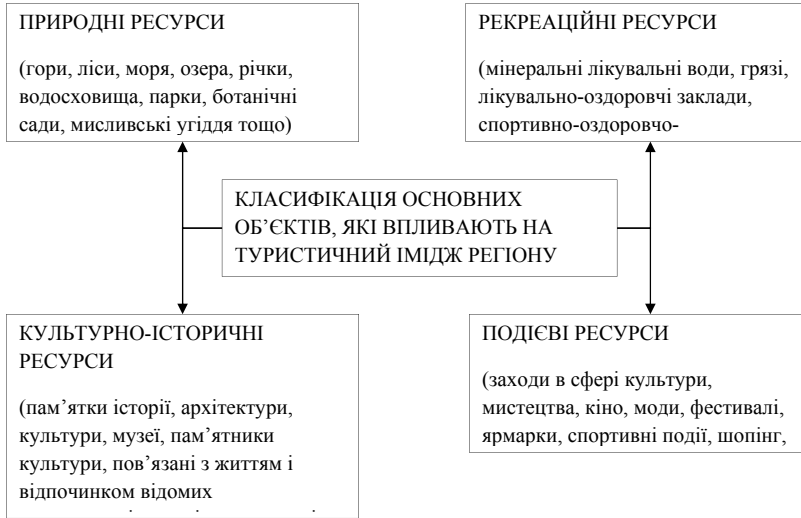 ПРИРОДНІ РЕСУРСИ
(гори, ліси, моря, озера, річки,
водосховища, парки, ботанічні
сади, мисливські угіддя тощо)
РЕКРЕАЦІЙНІ РЕСУРСИ
(мінеральні лікувальні води, грязі,
лікувально-оздоровчі заклади,
спортивно-оздоровчо-
КЛАСИФІКАЦІЯ ОСНОВНИХ
ОБ’ЄКТІВ, ЯКІ ВПЛИВАЮТЬ НА
ТУРИСТИЧНИЙ ІМІДЖ РЕГІОНУ
КУЛЬТУРНО-ІСТОРИЧНІ
РЕСУРСИ
(пам’ятки історії, архітектури,
культури, музеї, пам’ятники
культури, пов’язані з життям і
відпочинком відомих
ПОДІЄВІ РЕСУРСИ
(заходи в сфері культури,
мистецтва, кіно, моди, фестивалі,
ярмарки, спортивні події, шопінг,